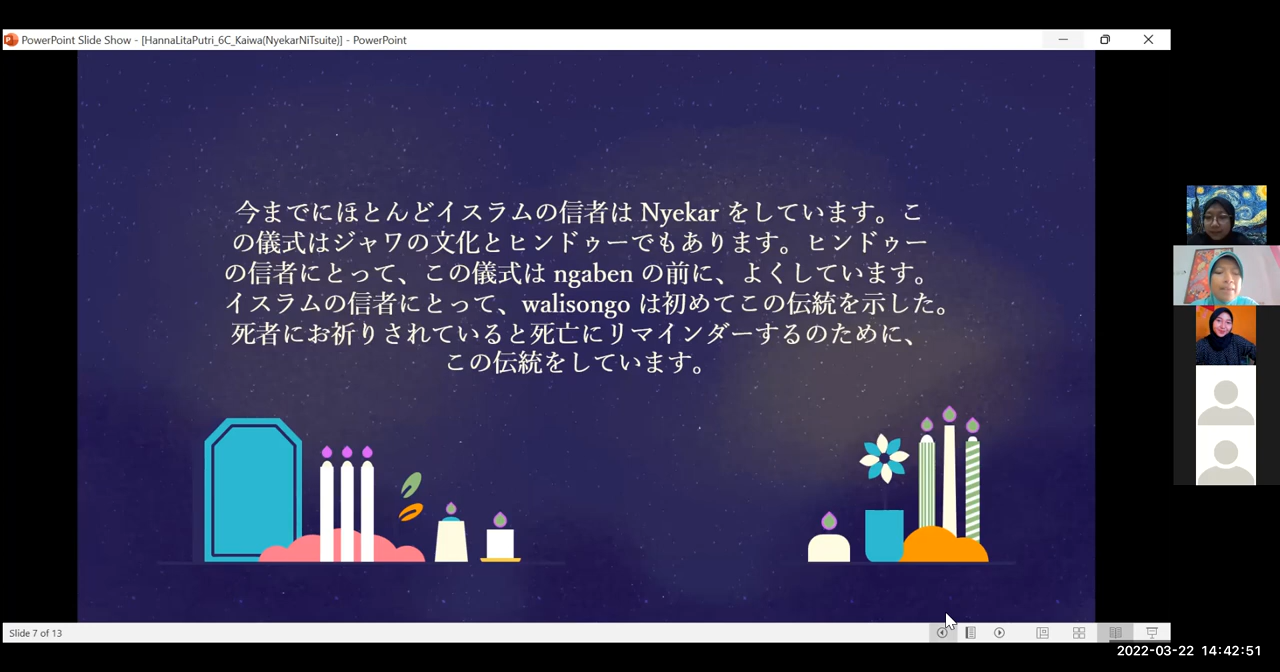 PowerPoint Slide Show - [HannaLitaPutri_6C_Kaiwa(NyekarNiTsuite)] - PowerPoint
今までにほとんどイスラムの信者は Nyekar をしています。こ
の儀式はジャワの文化とヒンドゥーでもあります。ヒンドゥー
の信者にとって、この儀式は ngaben の前に、よくしています。
イスラムの信者にとって、walisongo は初めてこの伝統を示した。
死者にお祈りされていると死亡にリマインダーするのために、
この伝統をしています。
Slide 7 of 13
2022-03-22 14:42:51